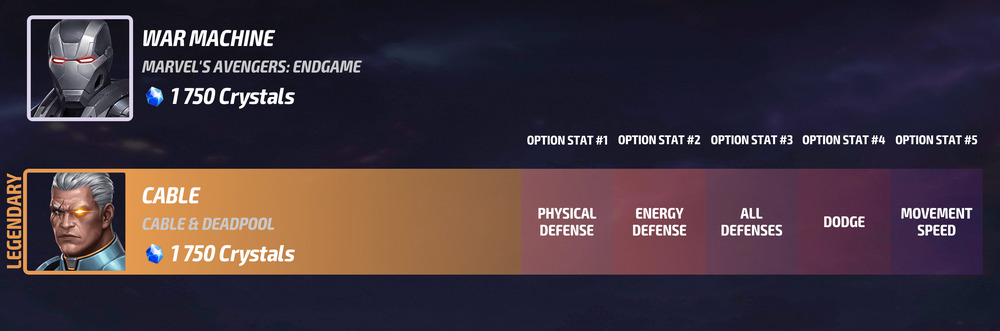 WAR MACHINE
MARVEL'S AVENGERS: ENDGAME
1 750 Crystals
OPTION STAT #1 OPTION STAT #2 OPTION STAT #3 OPTION STAT #4 OPTION STAT #5
LEGENDARY
CABLE
CABLE & DEADPOOL
1 750 Crystals
PHYSICAL
DEFENSE
ENERGY
DEFENSE
ALL
DEFENSES
DODGE
MOVEMENT
SPEED